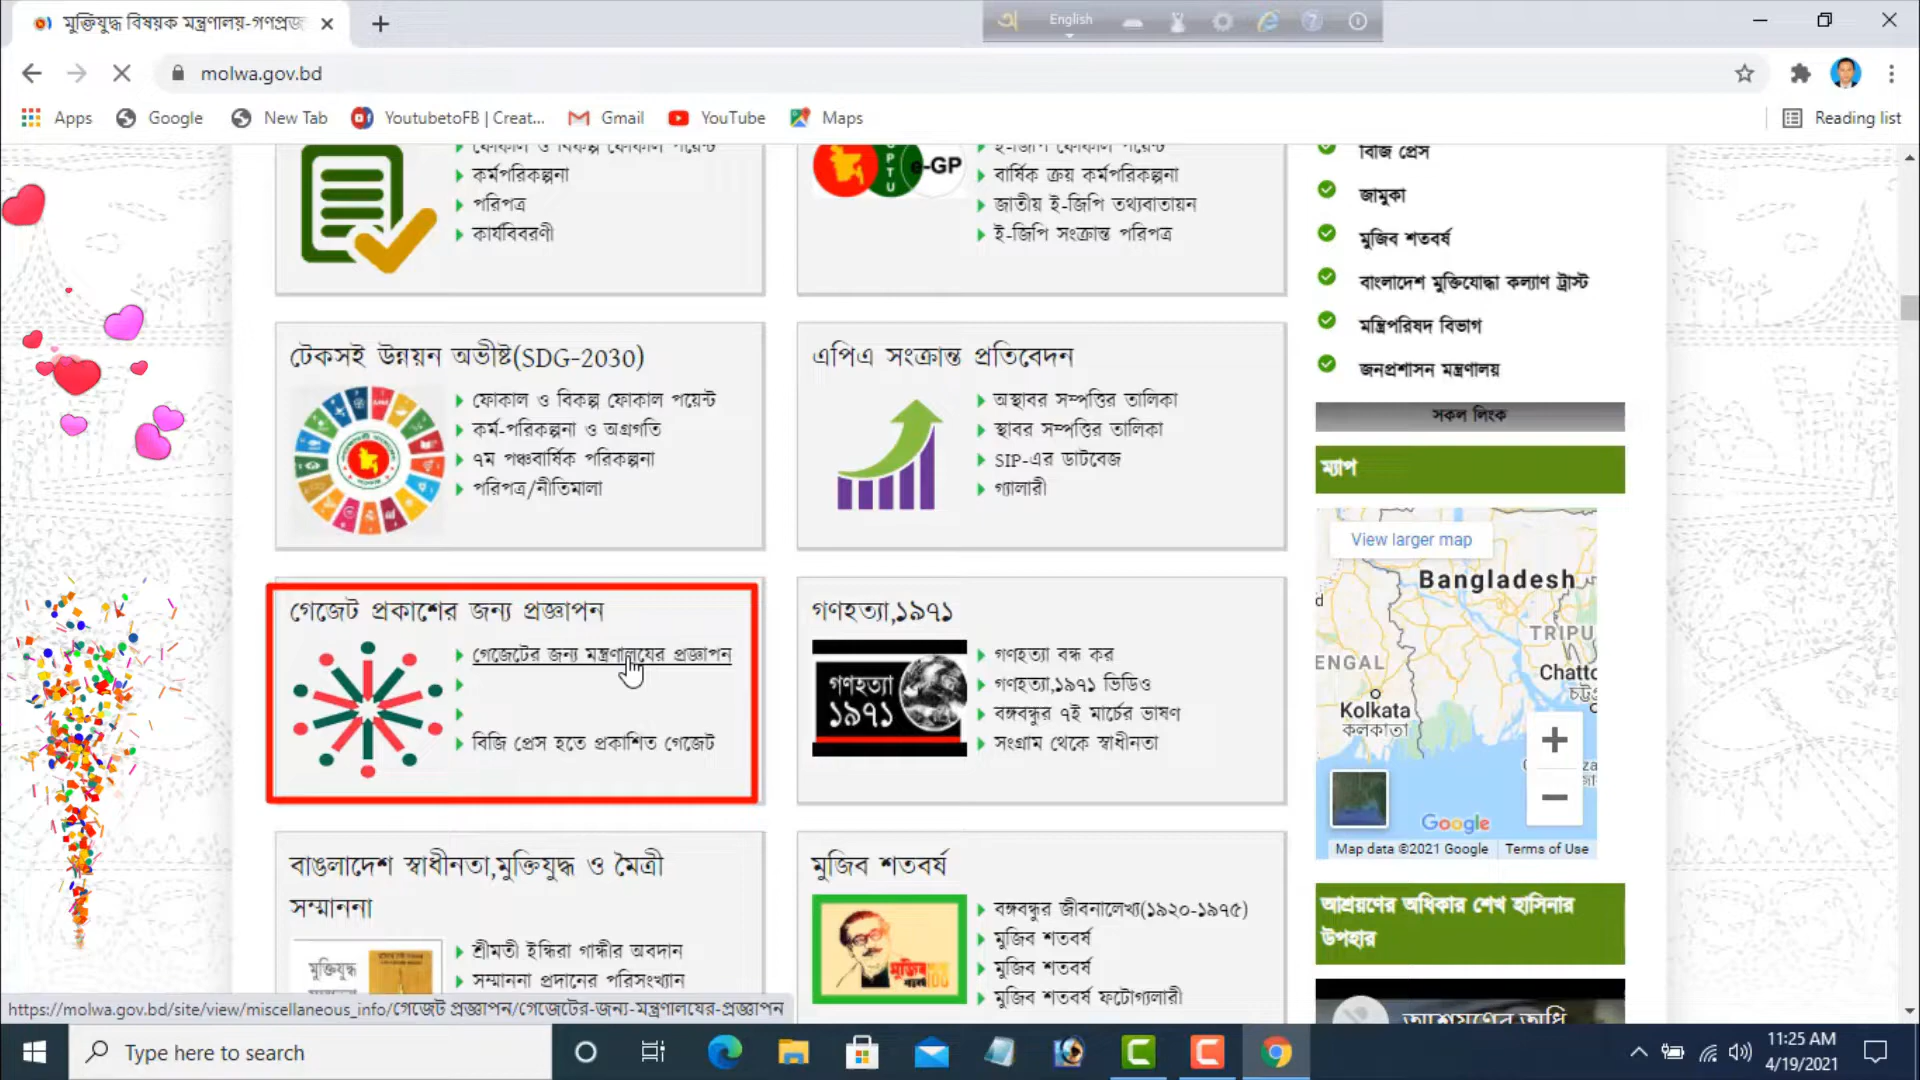 মুক্তিযুদ্ধ বিষয়ক মন্ত্রণালয়-গণপ্রজ
English
molwa.gov.bd
Apps
Google
New Tab
YoutubetoFB | Creat...
Gmail
YouTube
Maps
Reading list
ফোকাল ও বিকল্প ফোকাল পয়েন্ট
কর্মপরিকল্পনা
পরিপত্র
কার্যবিবরণী
e-GP
ই-জিপি ফোকাল পয়েন্ট
বার্ষিক ক্রয় কর্মপরিকল্পনা
জাতীয় ই-জিপি তথ্যবাতায়ন
ই-জিপি সংক্রান্ত পরিপত্র
বিজি প্রেস
জামুকা
মুজিব শতবর্ষ
বাংলাদেশ মুক্তিযোদ্ধা কল্যাণ ট্রাস্ট
মন্ত্রিপরিষদ বিভাগ
জনপ্রশাসন মন্ত্রণালয়
সকল লিংক
টেকসই উন্নয়ন অভীষ্ট(SDG-2030)
ফোকাল ও বিকল্প ফোকাল পয়েন্ট
কর্ম-পরিকল্পনা ও অগ্রগতি
৭ম পঞ্চবার্ষিক পরিকল্পনা
পরিপত্র/নীতিমালা
এপিএ সংক্রান্ত প্রতিবেদন
অস্থাবর সম্পত্তির তালিকা
স্থাবর সম্পত্তির তালিকা
SIP-এর ডাটবেজ
গ্যালারী
ম্যাপ
View larger map
Bangladesh
TRIPU
ENGAL
Chatto
Kolkata
কলকাতা
Google
Map data ©2021 Google
Terms of Use
গেজেট প্রকাশের জন্য প্রজ্ঞাপন
গেজেটের জন্য মন্ত্রণালযের প্রজ্ঞাপন
বিজি প্রেস হতে প্রকাশিত গেজেট
গণহত্যা,১৯৭১
গণহত্যা
১৯৭১
গণহত্যা বন্ধ কর
গণহত্যা,১৯৭১ ভিডিও
বঙ্গবন্ধুর ৭ই মার্চের ভাষণ
সংগ্রাম থেকে স্বাধীনতা
বাঙলাদেশ স্বাধীনতা,মুক্তিযুদ্ধ ও মৈত্রী
সম্মাননা
মুক্তিযুদ্ধ
শ্রীমতী ইন্ধিরা গান্ধীর অবদান
সম্মাননা প্রদানের পরিসংখ্যান
মুজিব শতবর্ষ
বঙ্গবন্ধুর জীবনালেখ্য(১৯২০-১৯৭৫)
মুজিব শতবর্ষ
মুজিব শতবর্ষ
মুজিব শতবর্ষ ফটোগ্যলারী
আশ্রয়ণের অধিকার শেখ হাসিনার
উপহার
https://molwa.gov.bd/site/view/miscellaneous_info/গেজেট প্রজ্ঞাপন/গেজেটের-জন্য-মন্ত্রণালযের-প্রজ্ঞাপন
Type here to search
11:25 AM
4/19/2021